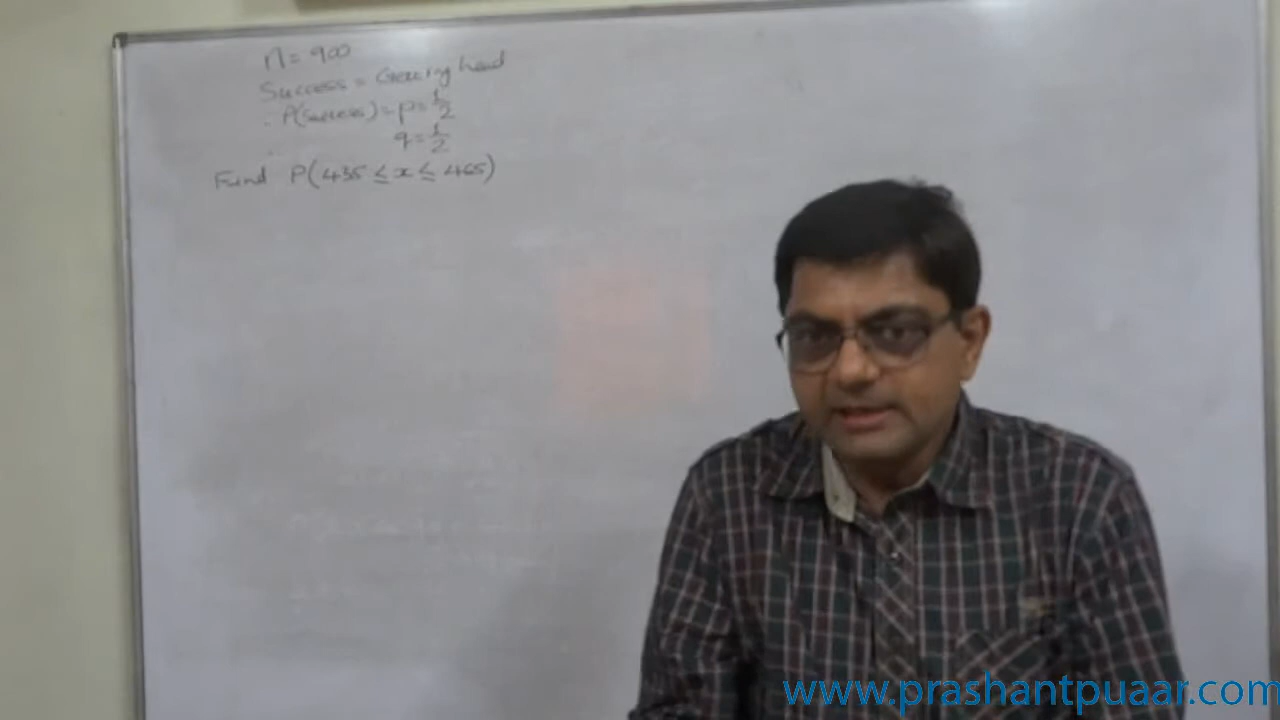 n = 900
Success = Getting head
∴ P(success) = p = 1/2
q = 1/2
Find P(435 ≤ x ≤ 465)
www.prashantpuaar.com